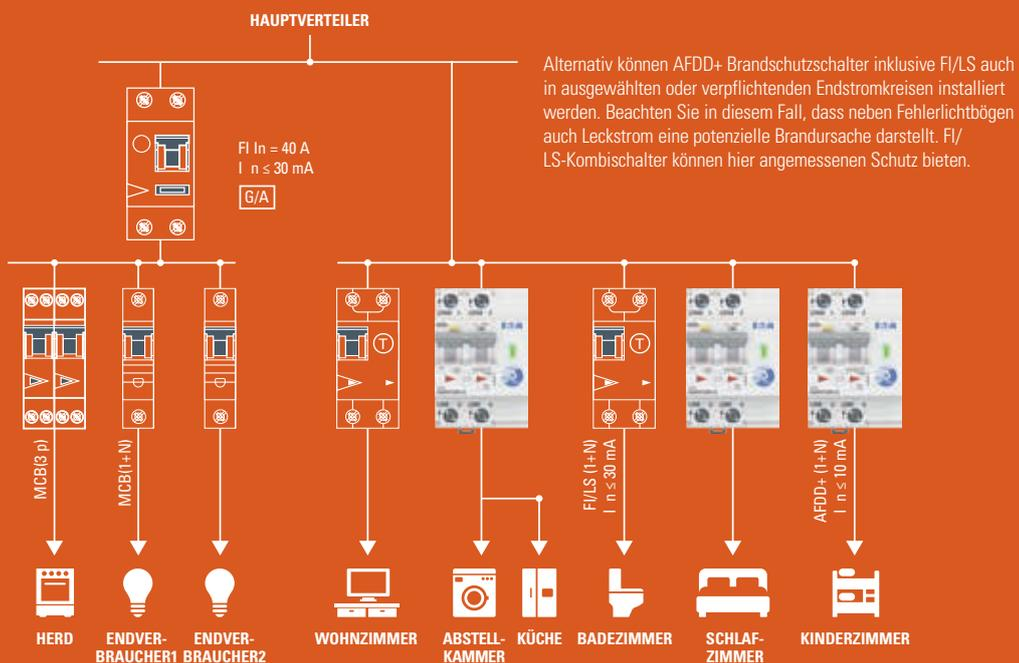 HAUPTVERTEILER
Alternativ können AFDD+ Brandschutzschalter inklusive FI/LS auch
in ausgewählten oder verpflichtenden Endstromkreisen installiert
werden. Beachten Sie in diesem Fall, dass neben Fehlerlichtbögen
auch Leckstrom eine potenzielle Brandursache darstellt. FI/
LS-Kombischalter können hier angemessenen Schutz bieten.
FI In = 40 A
I n ≤ 30 mA
G/A
T
T
MCB(3 p)
MCB(1+N)
FI/LS (1+N)
I n ≤ 30 mA
AFDD+ (1+N)
I n ≤ 10 mA
HERD
ENDVER-
BRAUCHER1
ENDVER-
BRAUCHER2
WOHNZIMMER
ABSTELL-
KAMMER
KÜCHE
BADEZIMMER
SCHLAF-
ZIMMER
KINDERZIMMER